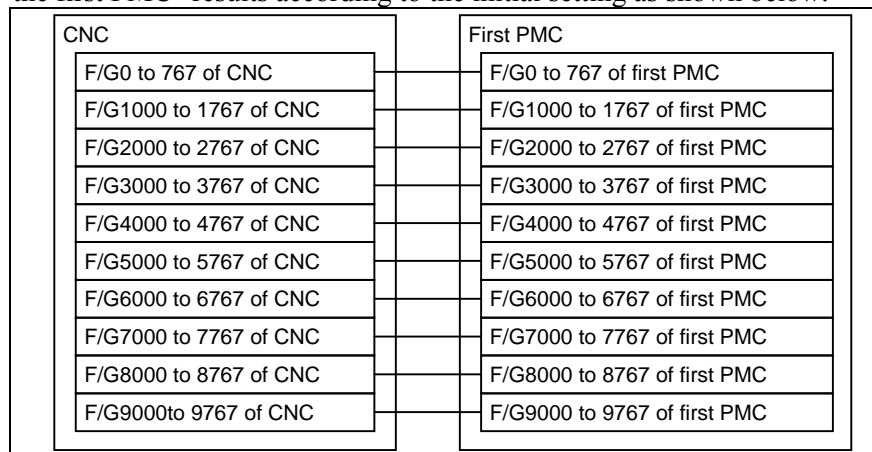 the first PMC" results according to the initial setting as shown below.
CNC
First PMC
F/G0 to 767 of CNC
F/G0 to 767 of first PMC
F/G1000 to 1767 of CNC
F/G1000 to 1767 of first PMC
F/G2000 to 2767 of CNC
F/G2000 to 2767 of first PMC
F/G3000 to 3767 of CNC
F/G3000 to 3767 of first PMC
F/G4000 to 4767 of CNC
F/G4000 to 4767 of first PMC
F/G5000 to 5767 of CNC
F/G5000 to 5767 of first PMC
F/G6000 to 6767 of CNC
F/G6000 to 6767 of first PMC
F/G7000 to 7767 of CNC
F/G7000 to 7767 of first PMC
F/G8000 to 8767 of CNC
F/G8000 to 8767 of first PMC
F/G9000to 9767 of CNC
F/G9000 to 9767 of first PMC